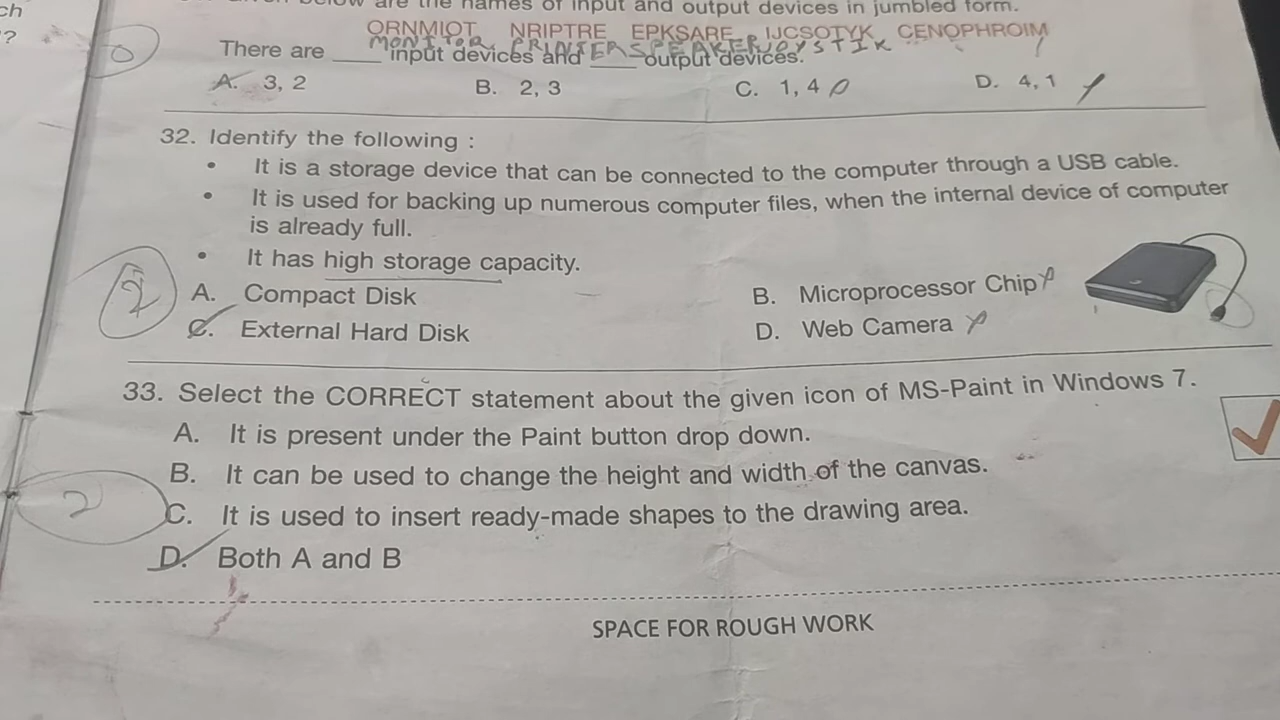 ch
?
below are the names of input and output devices in jumbled form.
ORNMIOT NRIPTRE EPKSARE IJCSOTYK CENOPHROIM
MONITOR PRINTER SPEAKER JOYSTIK
There are ____ input devices and ____ output devices.
0
A. 3, 2 B. 2, 3 C. 1, 4 D. 4, 1
32. Identify the following :
• It is a storage device that can be connected to the computer through a USB cable.
• It is used for backing up numerous computer files, when the internal device of computer
is already full.
• It has high storage capacity.
2
A. Compact Disk B. Microprocessor Chip
C. External Hard Disk D. Web Camera
33. Select the CORRECT statement about the given icon of MS-Paint in Windows 7.
A. It is present under the Paint button drop down.
B. It can be used to change the height and width of the canvas.
2
C. It is used to insert ready-made shapes to the drawing area.
D. Both A and B
SPACE FOR ROUGH WORK